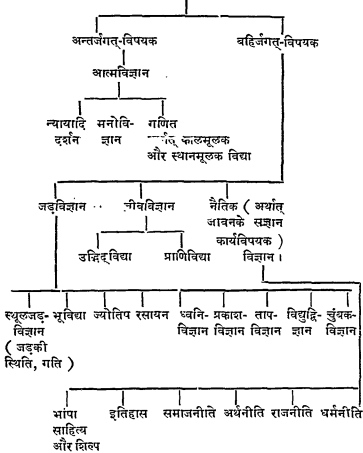 अन्तर्जगत्-विषयक बहिर्जगत्-विषयक
आत्मविज्ञान
न्यायादि मनोवि- गणित
दर्शन ज्ञान कालमूलक
और स्थानमूलक विद्या
जड़विज्ञान नैतिक ( अर्थात्
जीवनके सज्ञान
कार्यविषयक )
उद्भिद्विद्या प्राणिविद्या विज्ञान ।
स्थूलजड़- भूविद्या ज्योतिष रसायन ध्वनि- प्रकाश- ताप- विद्युद्वि- चुंबक-
विज्ञान विज्ञान विज्ञान विज्ञान ज्ञान विज्ञान
( जड़की
स्थिति, गति )
भाषा इतिहास समाजनीति अर्थनीति राजनीति धर्मनीति
साहित्य
और शिल्प